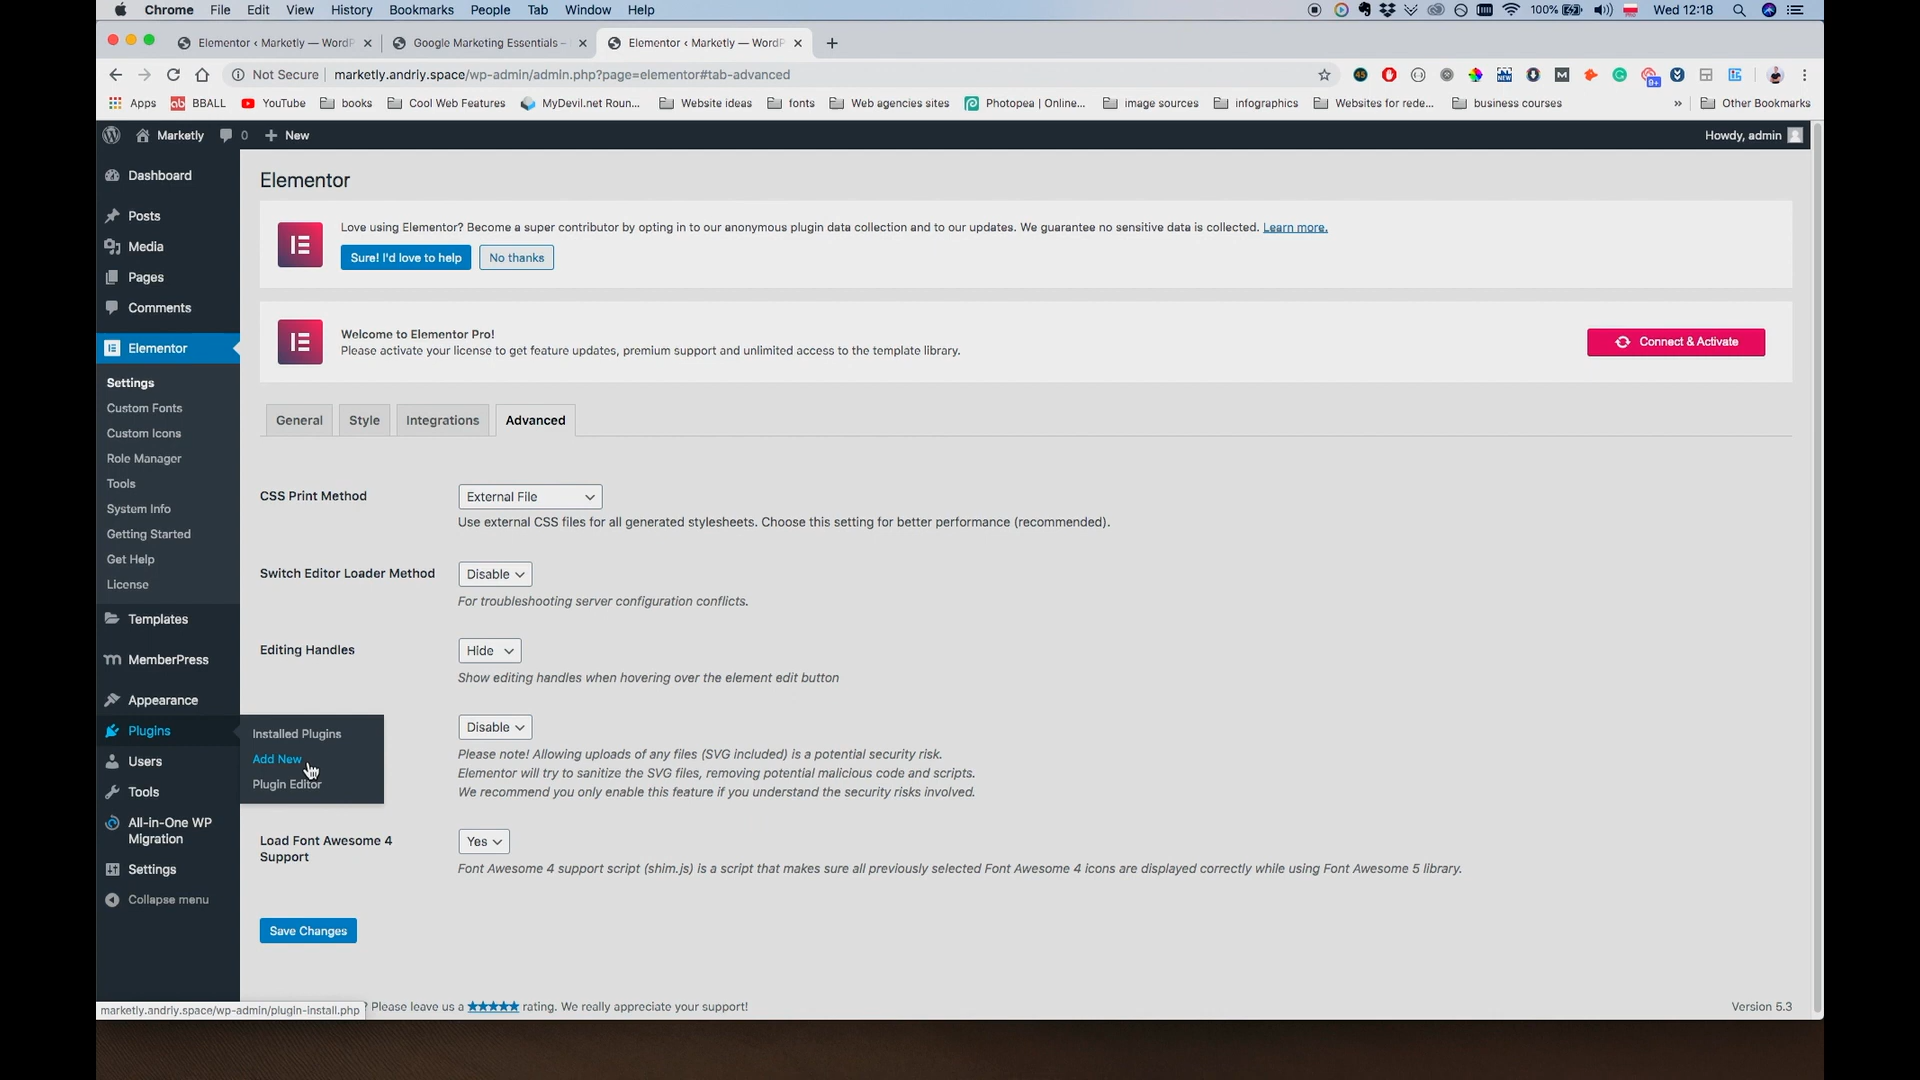 Chrome File Edit View History Bookmarks People Tab Window Help
100% Wed 12:18
Elementor ‹ Marketly — WordP
Google Marketing Essentials –
Elementor ‹ Marketly — WordP
Not Secure marketly.andrly.space/wp-admin/admin.php?page=elementor#tab-advanced
Apps BBALL YouTube books Cool Web Features MyDevil.net Roun... Website ideas fonts Web agencies sites Photopea | Online... image sources infographics Websites for rede... business courses » Other Bookmarks
Marketly 0 New Howdy, admin
Dashboard
Posts
Media
Pages
Comments
Elementor
Settings
Custom Fonts
Custom Icons
Role Manager
Tools
System Info
Getting Started
Get Help
License
Templates
MemberPress
Appearance
Plugins
Users
Tools
All-in-One WP
Migration
Settings
Collapse menu
Installed Plugins
Add New
Plugin Editor
Elementor
Love using Elementor? Become a super contributor by opting in to our anonymous plugin data collection and to our updates. We guarantee no sensitive data is collected. Learn more.
Sure! I'd love to help No thanks
Welcome to Elementor Pro!
Please activate your license to get feature updates, premium support and unlimited access to the template library.
Connect & Activate
General Style Integrations Advanced
CSS Print Method External File
Use external CSS files for all generated stylesheets. Choose this setting for better performance (recommended).
Switch Editor Loader Method Disable
For troubleshooting server configuration conflicts.
Editing Handles Hide
Show editing handles when hovering over the element edit button
Disable
Please note! Allowing uploads of any files (SVG included) is a potential security risk.
Elementor will try to sanitize the SVG files, removing potential malicious code and scripts.
We recommend you only enable this feature if you understand the security risks involved.
Load Font Awesome 4
Support
Yes
Font Awesome 4 support script (shim.js) is a script that makes sure all previously selected Font Awesome 4 icons are displayed correctly while using Font Awesome 5 library.
Save Changes
? Please leave us a ★★★★★ rating. We really appreciate your support!
Version 5.3
marketly.andrly.space/wp-admin/plugin-install.php